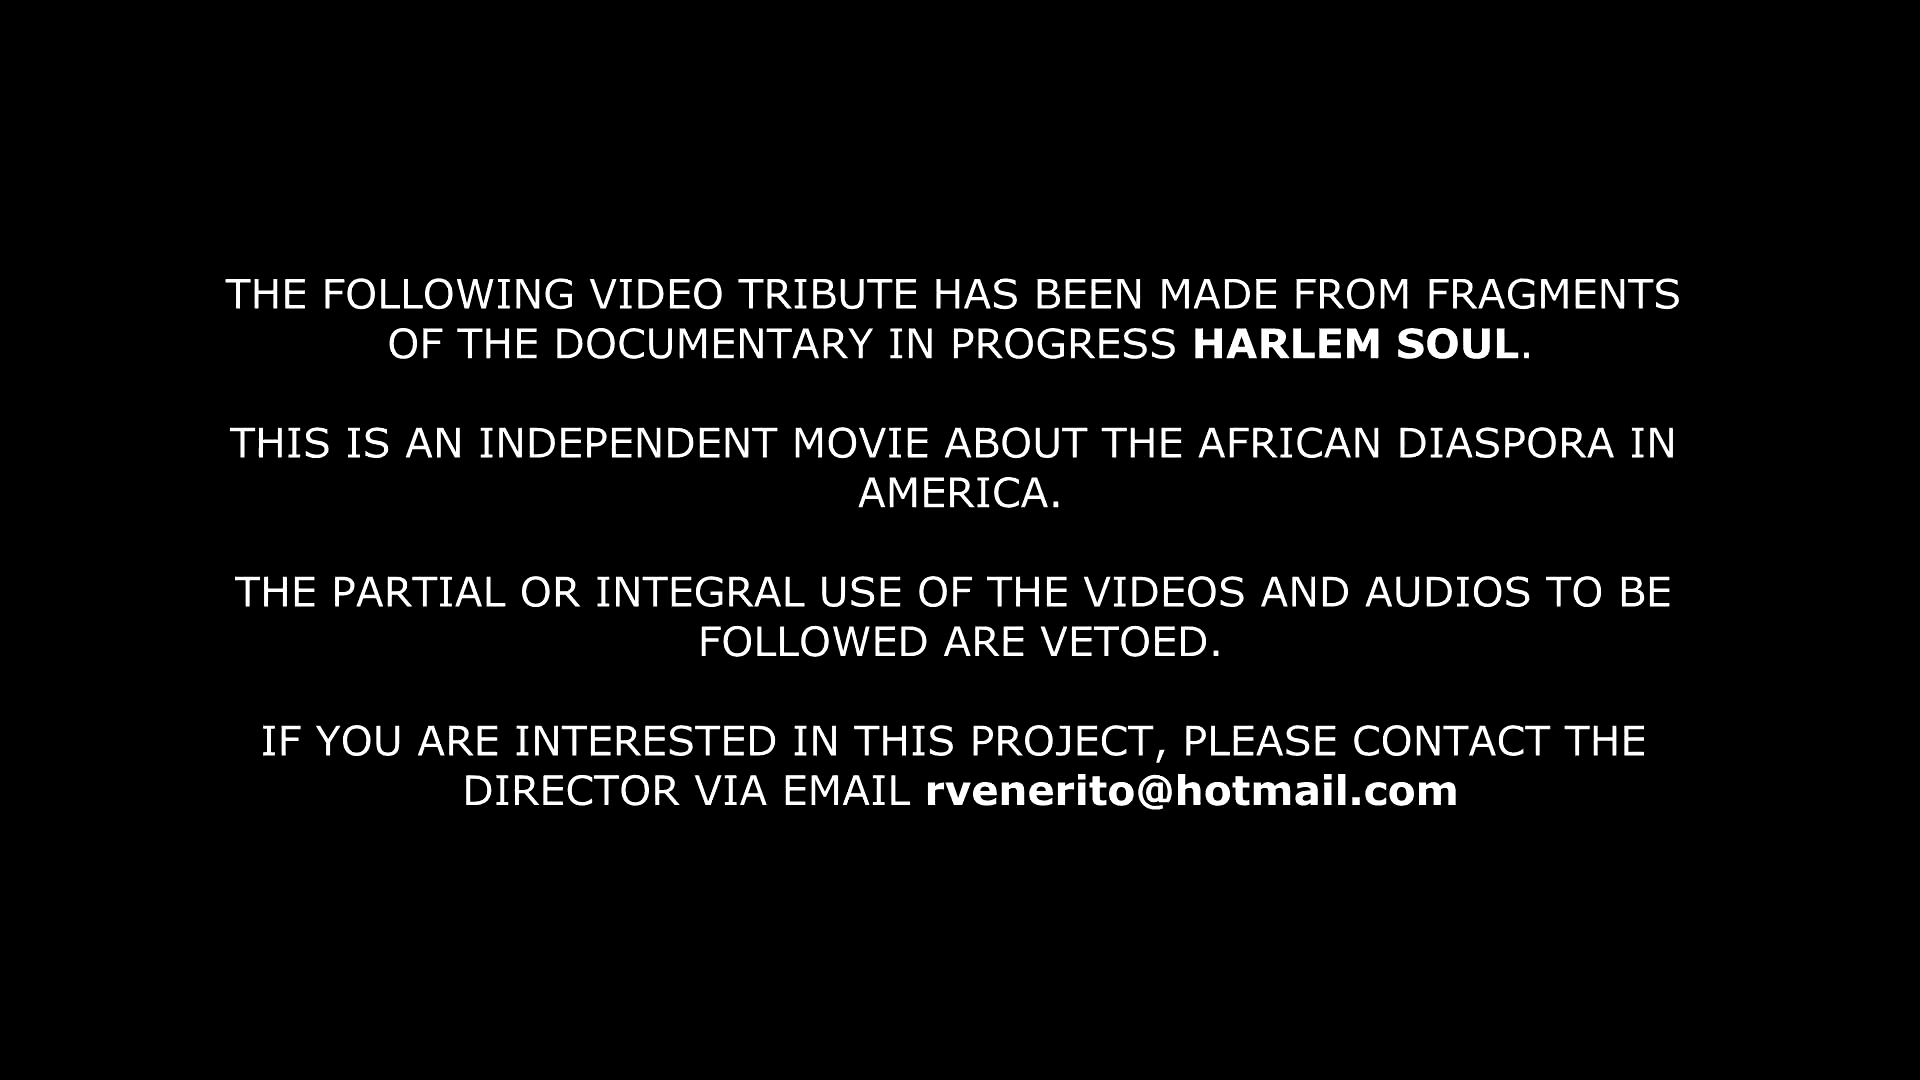 THE FOLLOWING VIDEO TRIBUTE HAS BEEN MADE FROM FRAGMENTS
OF THE DOCUMENTARY IN PROGRESS HARLEM SOUL.
THIS IS AN INDEPENDENT MOVIE ABOUT THE AFRICAN DIASPORA IN
AMERICA.
THE PARTIAL OR INTEGRAL USE OF THE VIDEOS AND AUDIOS TO BE
FOLLOWED ARE VETOED.
IF YOU ARE INTERESTED IN THIS PROJECT, PLEASE CONTACT THE
DIRECTOR VIA EMAIL rvenerito@hotmail.com